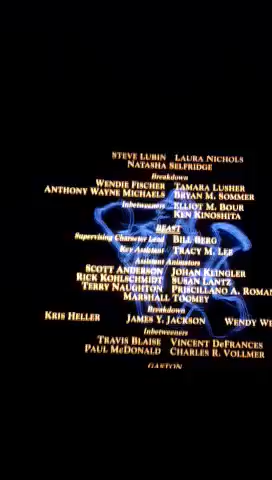 STEVE LUBIN LAURA NICHOLS
NATASHA SELFRIDGE
Breakdown
WENDIE FISCHER TAMARA LUSHER
ANTHONY WAYNE MICHAELS BRYAN M. SOMMER
Inbetweeners ELLIOT M. BOUR
KEN KINOSHITA
BEAST
Supervising Character Lead BILL BERG
Key Assistant TRACY M. LEE
Assistant Animators
SCOTT ANDERSON JOHAN KLINGLER
RICK KOHLSCHMIDT SUSAN LANTZ
TERRY NAUGHTON PRISCILLANO A. ROMAN
MARSHALL TOOMEY
Breakdown
KRIS HELLER JAMES Y. JACKSON WENDY WE
Inbetweeners
TRAVIS BLAISE VINCENT DEFRANCES
PAUL MCDONALD CHARLES R. VOLLMER
GASTON